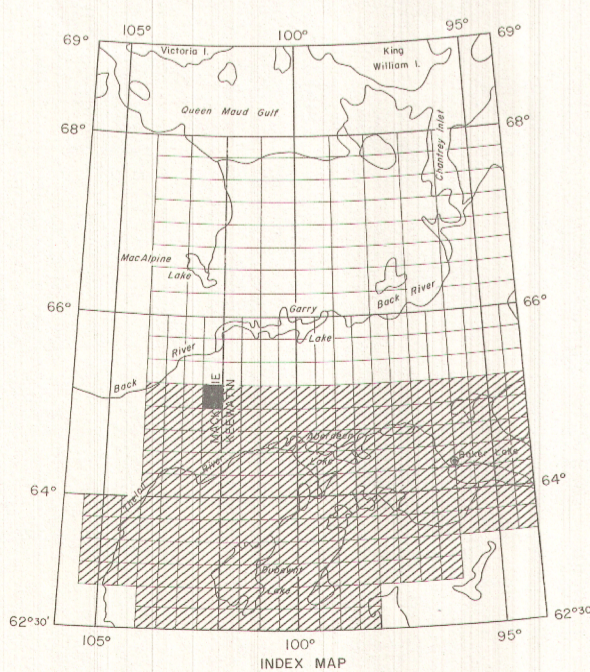 105° 100° 95°
69° 69°
Victoria I. King
William I.
Queen Maud Gulf
68° 68°
Chantrey Inlet
MacAlpine
Lake
Back River
66° 66°
Garry
Lake
River
Back
MACKENZIE
KEEWATIN
Aberdeen
Lake
Baker Lake
River
Thelon
64° 64°
Dubawnt
Lake
62°30' 62°30'
105° 100° 95°
INDEX MAP